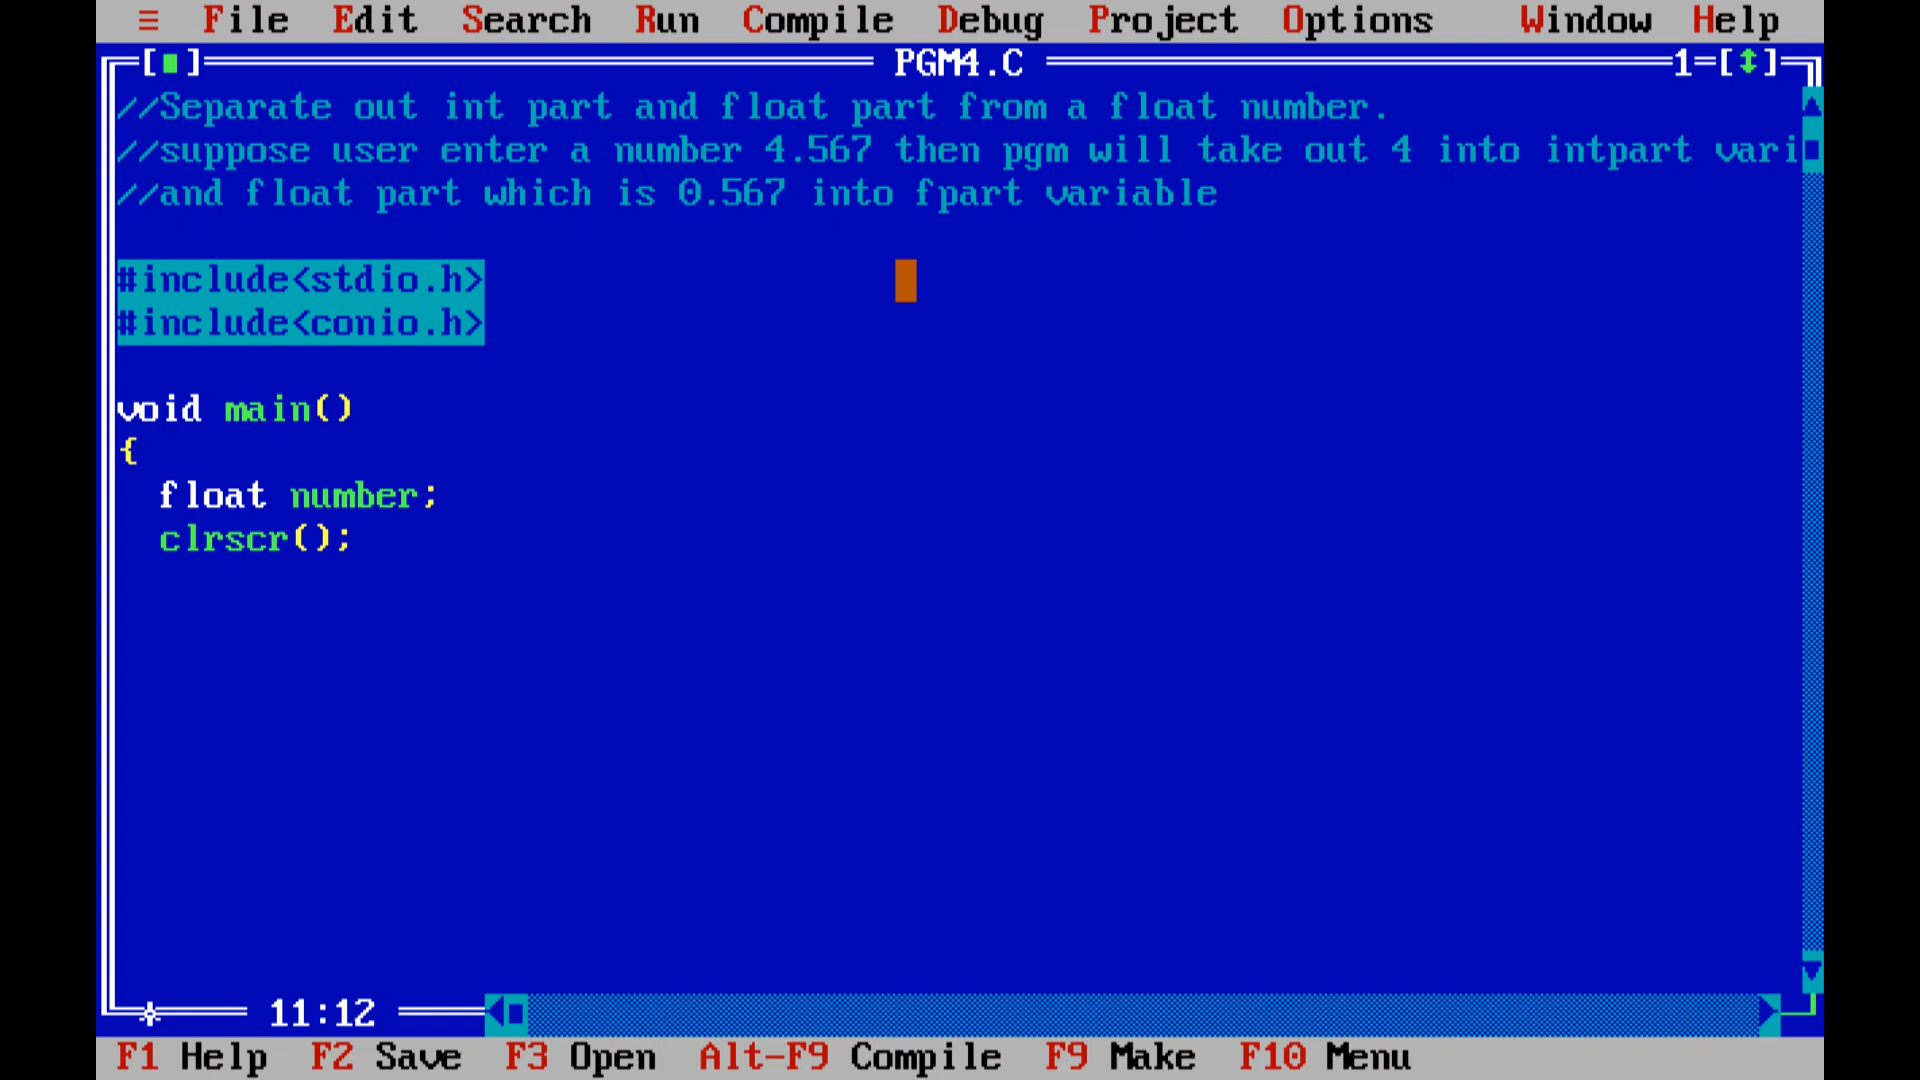 ≡ File Edit Search Run Compile Debug Project Options Window Help
[■] PGM4.C 1=[↕]
//Separate out int part and float part from a float number.
//suppose user enter a number 4.567 then pgm will take out 4 into intpart vari
//and float part which is 0.567 into fpart variable
#include<stdio.h>
#include<conio.h>
void main()
{
float number;
clrscr();
11:12
F1 Help F2 Save F3 Open Alt-F9 Compile F9 Make F10 Menu